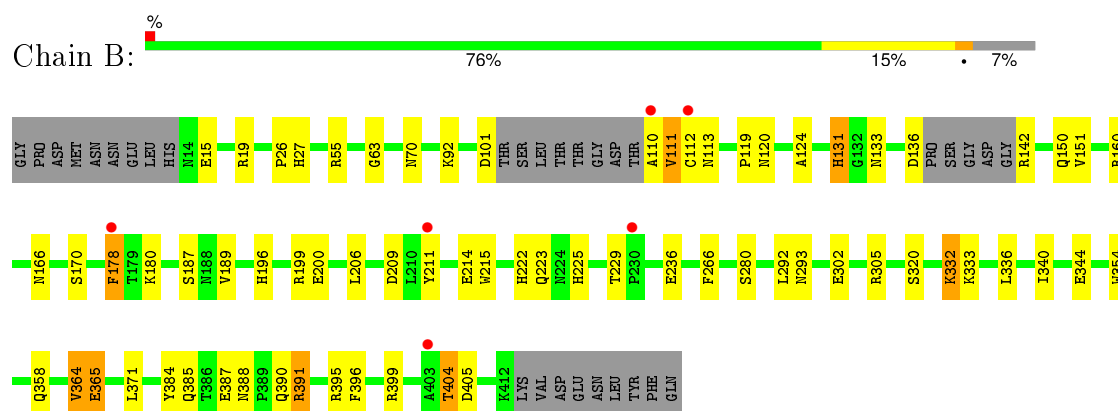 %
Chain B:
76% 15% • 7%
GLY PRO ASP MET ASN ASN GLU LEU HIS N14 E15 R19 P26 H27 R55 G63 N70 K92 D101 THR SER LEU THR THR GLY ASP THR A110 V111 C112 N113 P119 N120 A124 H131 G132 N133 D136 PRO SER GLY ASP GLY R142 Q150 V151
N166 S170 F178 T179 K180 S187 N188 V189 H196 R199 E200 L206 D209 L210 Y211 E214 W215 H222 Q223 N224 H225 T229 P230 E236 F266 S280 L292 N293 E302 R305 S320 K332 K333 L336 I340 E344
Q358 V364 E365 L371 Y384 Q385 T386 E387 N388 P389 Q390 R391 R395 F396 R399 A403 T404 D405 K412 LYS VAL ASP GLU ASN LEU TYR PHE GLN